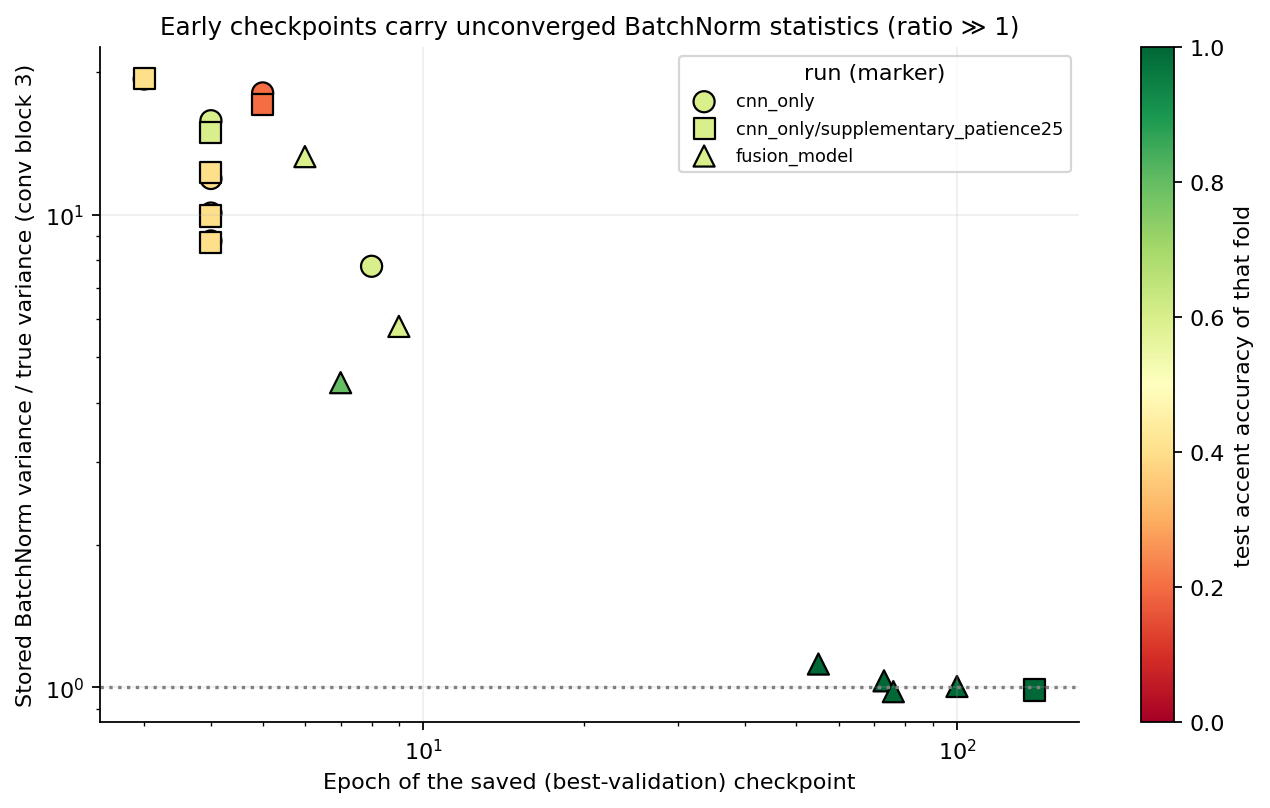 Early checkpoints carry unconverged BatchNorm statistics (ratio ≫ 1)
Stored BatchNorm variance / true variance (conv block 3)
10¹
10⁰
run (marker)
cnn_only
cnn_only/supplementary_patience25
fusion_model
10¹
10²
Epoch of the saved (best-validation) checkpoint
1.0
0.8
0.6
0.4
0.2
0.0
test accent accuracy of that fold